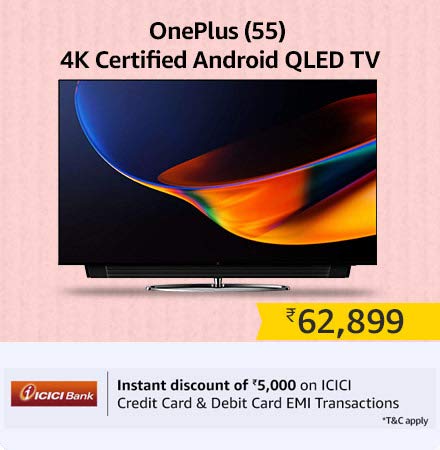 OnePlus (55)
4K Certified Android QLED TV
₹62,899
ICICI Bank
Instant discount of ₹5,000 on ICICI
Credit Card & Debit Card EMI Transactions
*T&C apply